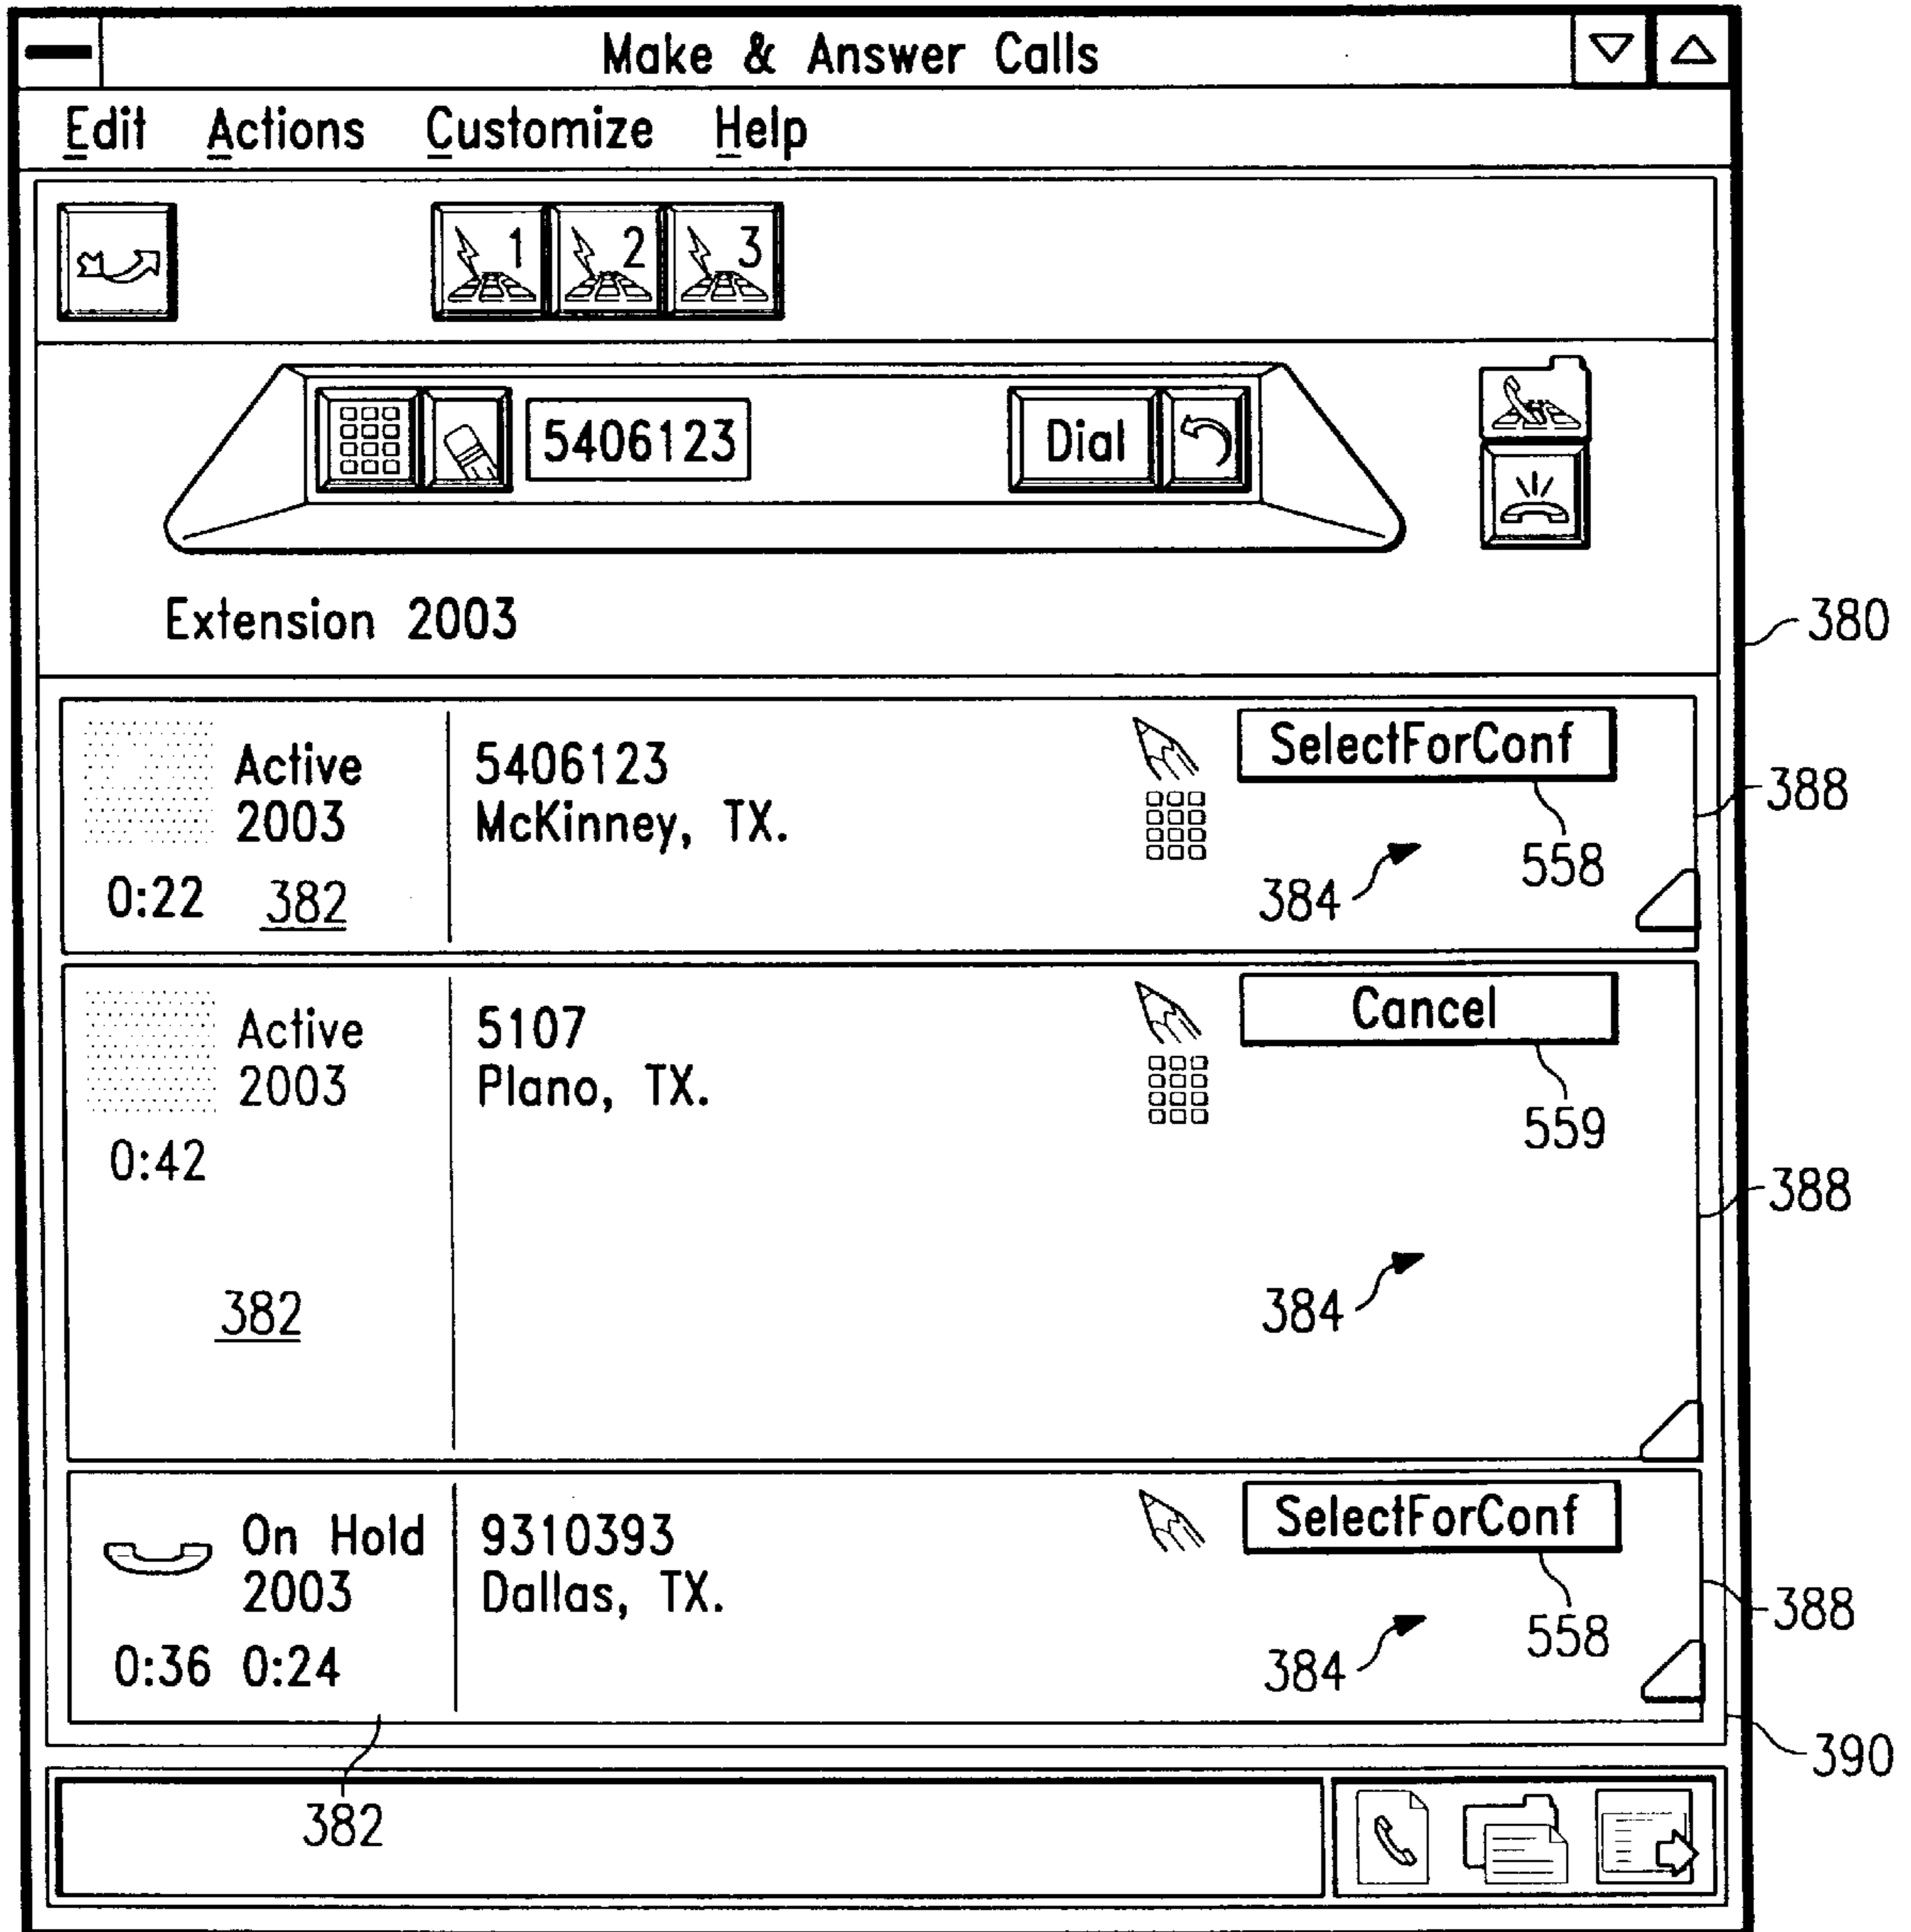 Make & Answer Calls
Edit Actions Customize Help
1 2 3
5406123 Dial
Extension 2003
380
Active 5406123 SelectForConf
2003 McKinney, TX.
388
0:22 382 384 558
Active 5107 Cancel
2003 Plano, TX.
0:42 559
388
382 384
On Hold 9310393 SelectForConf
2003 Dallas, TX.
388
0:36 0:24 384 558
390
382